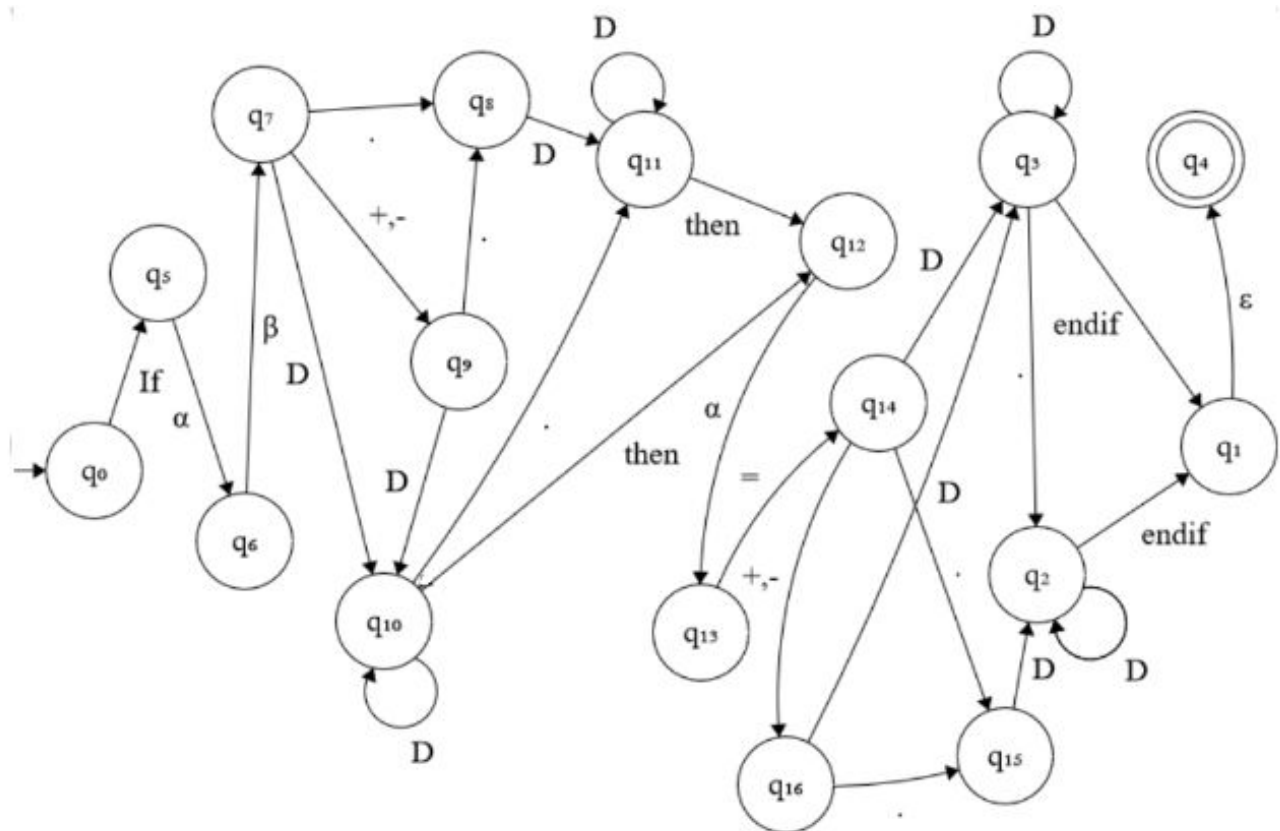 D
D
q₇
.
q₈
D
q₁₁
q₃
q₄
+,-
then
q₁₂
D
q₅
.
β
D
endif
ε
q₉
.
If
α
q₁₄
α
.
then
q₁
q₀
D
=
D
q₆
endif
+,-
.
q₂
q₁₀
q₁₃
D
D
D
q₁₆
q₁₅
.